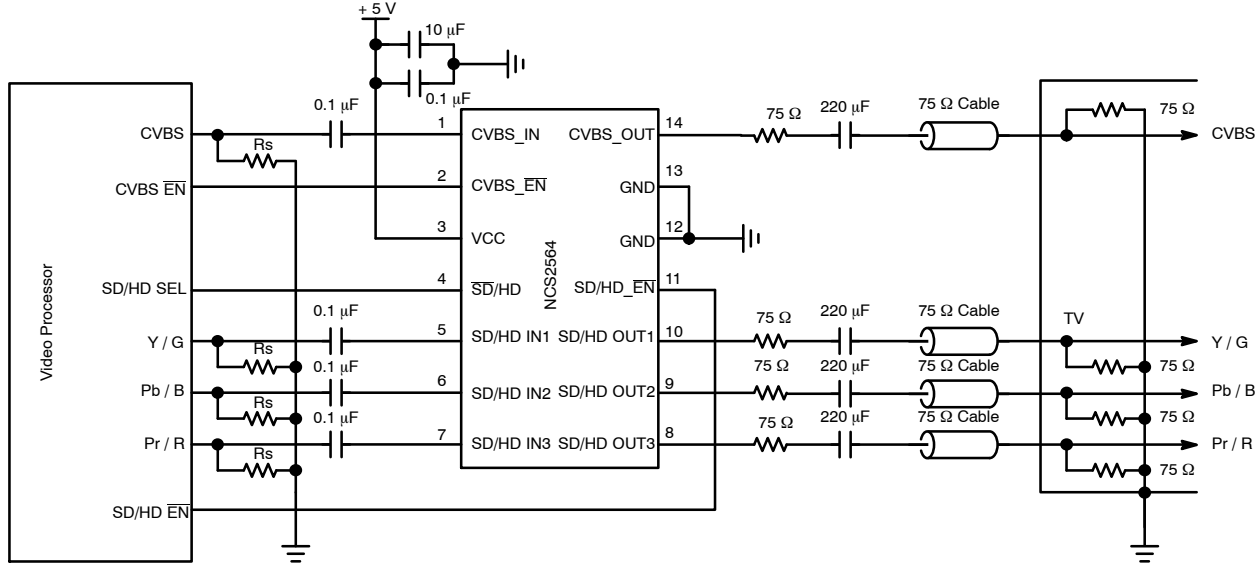 + 5 V
10 μF
0.1 μF
0.1 μF
75 Ω
220 μF
75 Ω Cable
75 Ω
CVBS
1
CVBS_IN
CVBS_OUT
14
CVBS
Rs
CVBS EN
2
CVBS_EN
GND
13
3
VCC
GND
12
Video Processor
NCS2564
SD/HD SEL
4
SD/HD
SD/HD_EN
11
0.1 μF
75 Ω
220 μF
75 Ω Cable
TV
Y / G
5
SD/HD IN1
SD/HD OUT1
10
Y / G
Rs
0.1 μF
75 Ω
220 μF
75 Ω Cable
75 Ω
Pb / B
6
SD/HD IN2
SD/HD OUT2
9
Pb / B
Rs
0.1 μF
75 Ω
220 μF
75 Ω Cable
75 Ω
Pr / R
7
SD/HD IN3
SD/HD OUT3
8
Pr / R
Rs
75 Ω
SD/HD EN